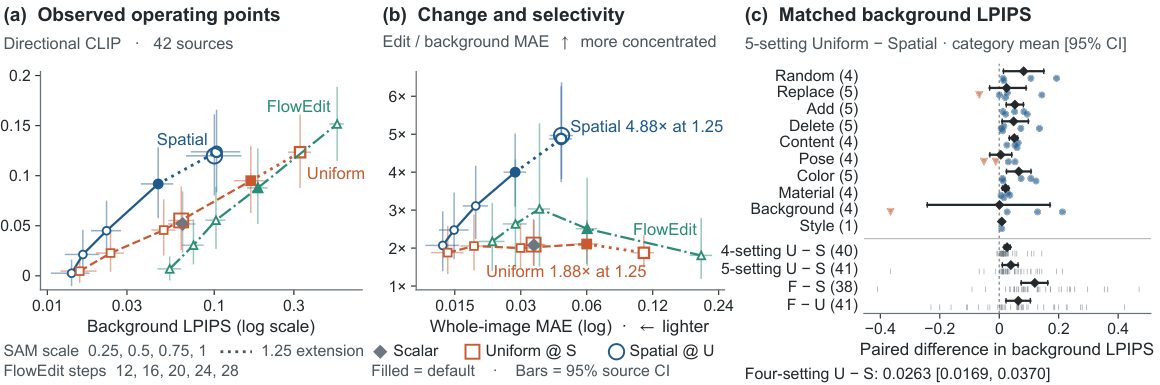 (a) Observed operating points
Directional CLIP · 42 sources
0.2
0.15
0.1
0.05
0
Spatial
FlowEdit
Uniform
0.01
0.03
0.1
0.3
Background LPIPS (log scale)
(b) Change and selectivity
Edit / background MAE ↑ more concentrated
6×
5×
4×
3×
2×
1×
Spatial 4.88× at 1.25
FlowEdit
Uniform 1.88× at 1.25
0.015
0.03
0.06
0.12
0.24
Whole-image MAE (log) · ← lighter
(c) Matched background LPIPS
5-setting Uniform − Spatial · category mean [95% CI]
Random (4)
Replace (5)
Add (5)
Delete (5)
Content (4)
Pose (4)
Color (5)
Material (4)
Background (4)
Style (1)
4-setting U − S (40)
5-setting U − S (41)
F − S (38)
F − U (41)
−0.4
−0.2
0.0
0.2
0.4
Paired difference in background LPIPS
Four-setting U − S: 0.0263 [0.0169, 0.0370]
SAM scale 0.25, 0.5, 0.75, 1
1.25 extension
Scalar
Uniform @ S
Spatial @ U
FlowEdit steps 12, 16, 20, 24, 28
Filled = default · Bars = 95% source CI